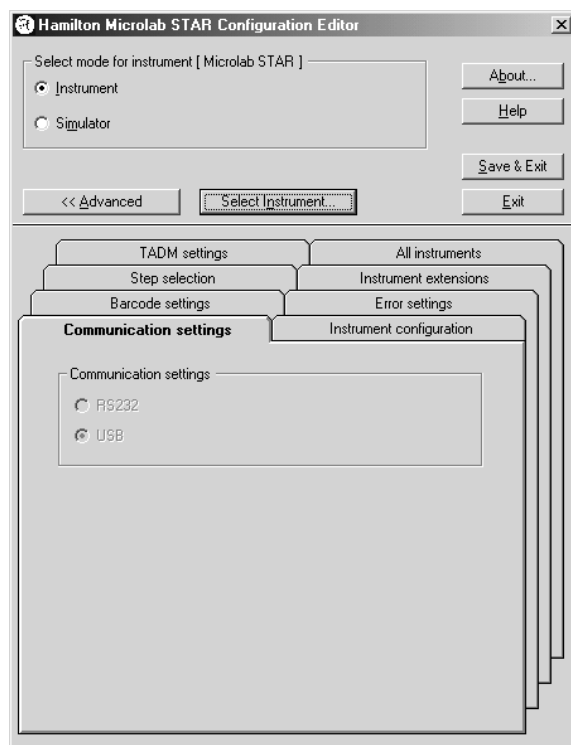 Hamilton Microlab STAR Configuration Editor
Select mode for instrument [ Microlab STAR ]
Instrument
Simulator
About...
Help
Save & Exit
<< Advanced
Select Instrument...
Exit
TADM settings
All instruments
Step selection
Instrument extensions
Barcode settings
Error settings
Communication settings
Instrument configuration
Communication settings
RS232
USB